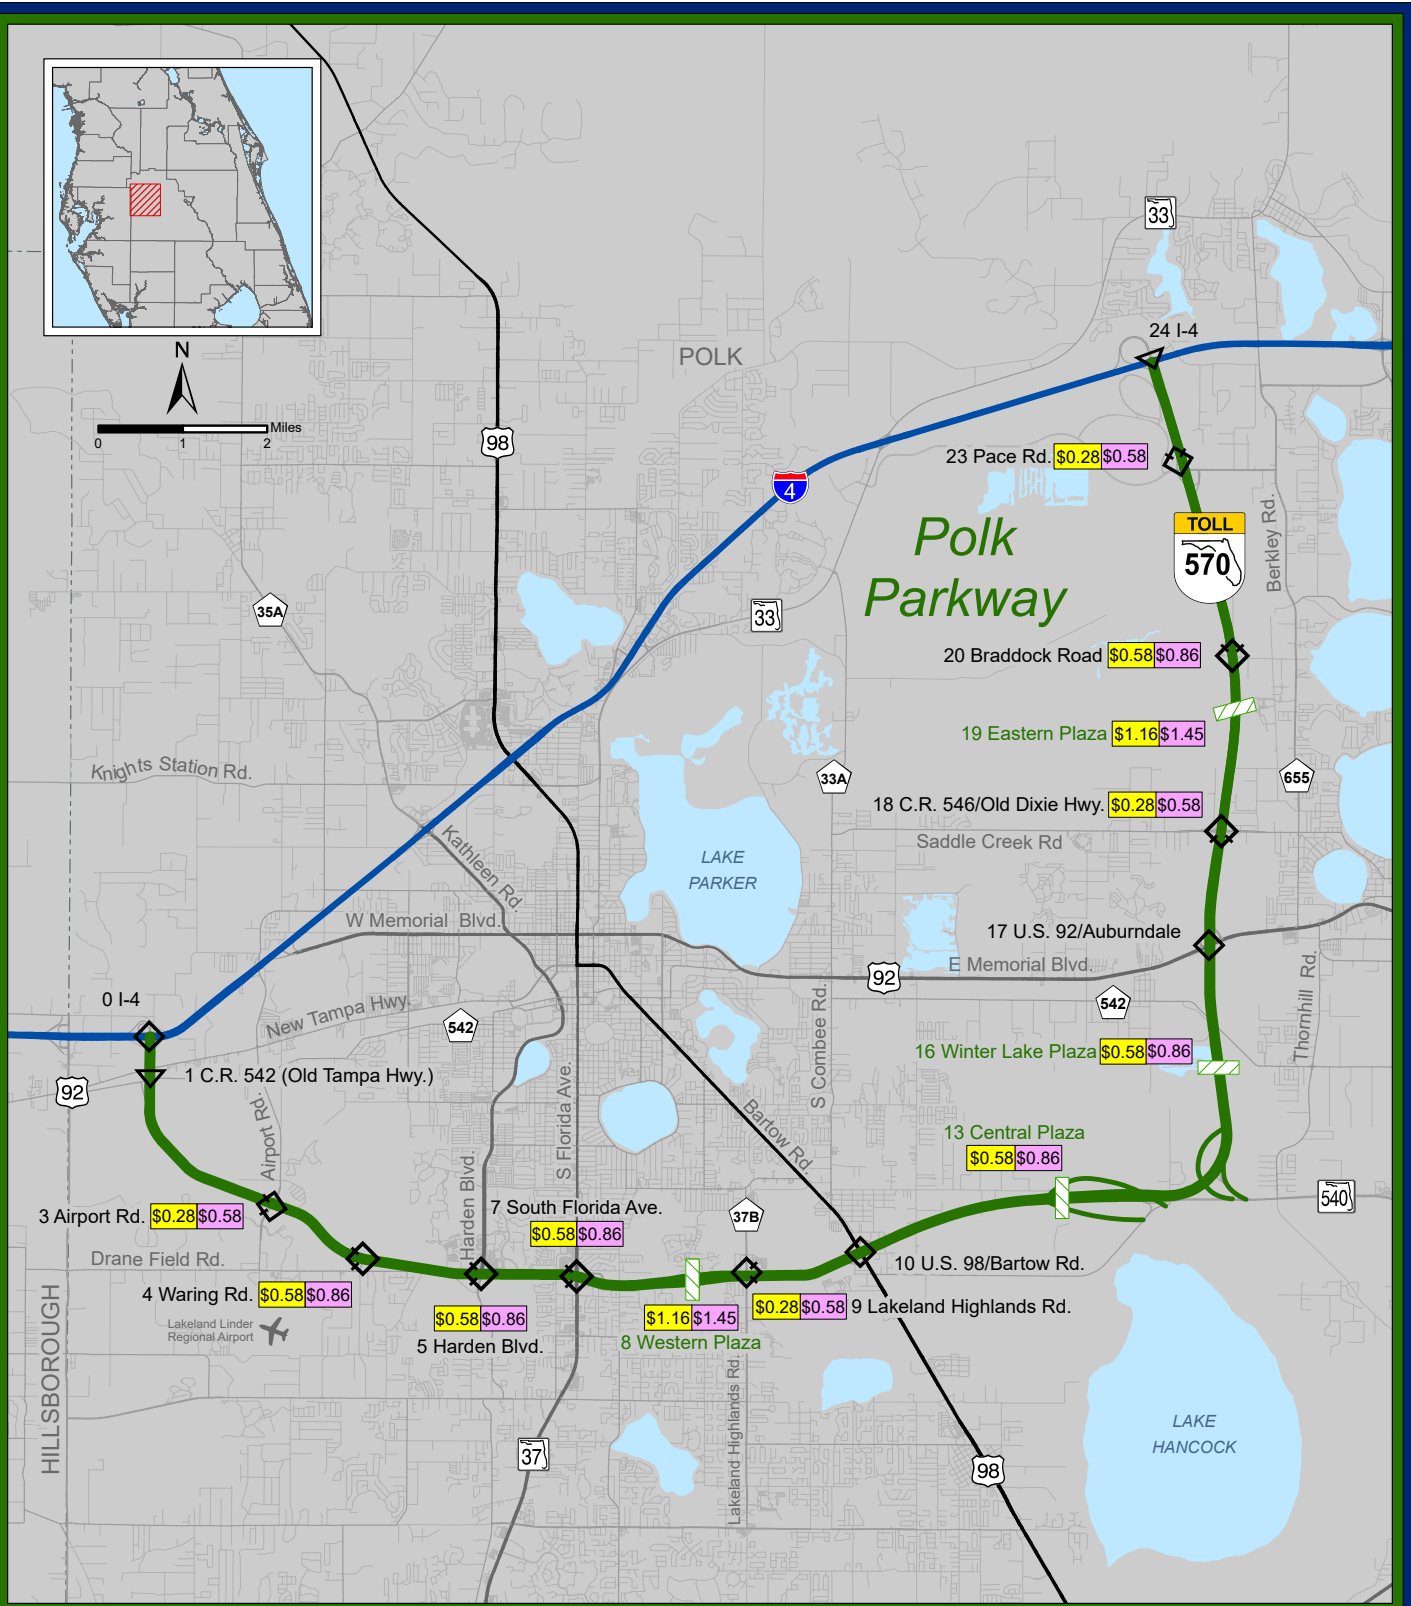 N
0 1 2 Miles
POLK
33
24 I-4
98
4
23 Pace Rd. $0.28 $0.58
Polk
Parkway
TOLL
570
Berkley Rd.
35A
33
20 Braddock Road $0.58 $0.86
19 Eastern Plaza $1.16 $1.45
Knights Station Rd.
33A
655
18 C.R. 546/Old Dixie Hwy. $0.28 $0.58
Saddle Creek Rd
Kathleen Rd.
LAKE
PARKER
W Memorial Blvd.
17 U.S. 92/Auburndale
E Memorial Blvd.
92
0 I-4
New Tampa Hwy.
542
542
Thornhill Rd.
S Combee Rd.
16 Winter Lake Plaza $0.58 $0.86
92
1 C.R. 542 (Old Tampa Hwy.)
Airport Rd.
S Florida Ave.
Bartow Rd.
13 Central Plaza
$0.58 $0.86
Harden Blvd.
540
3 Airport Rd. $0.28 $0.58
7 South Florida Ave.
$0.58 $0.86
37B
Drane Field Rd.
10 U.S. 98/Bartow Rd.
4 Waring Rd. $0.58 $0.86
Lakeland Linder
Regional Airport
$0.58 $0.86
5 Harden Blvd.
$1.16 $1.45
8 Western Plaza
$0.28 $0.58 9 Lakeland Highlands Rd.
HILLSBOROUGH
Lakeland Highlands Rd.
LAKE
HANCOCK
37
98